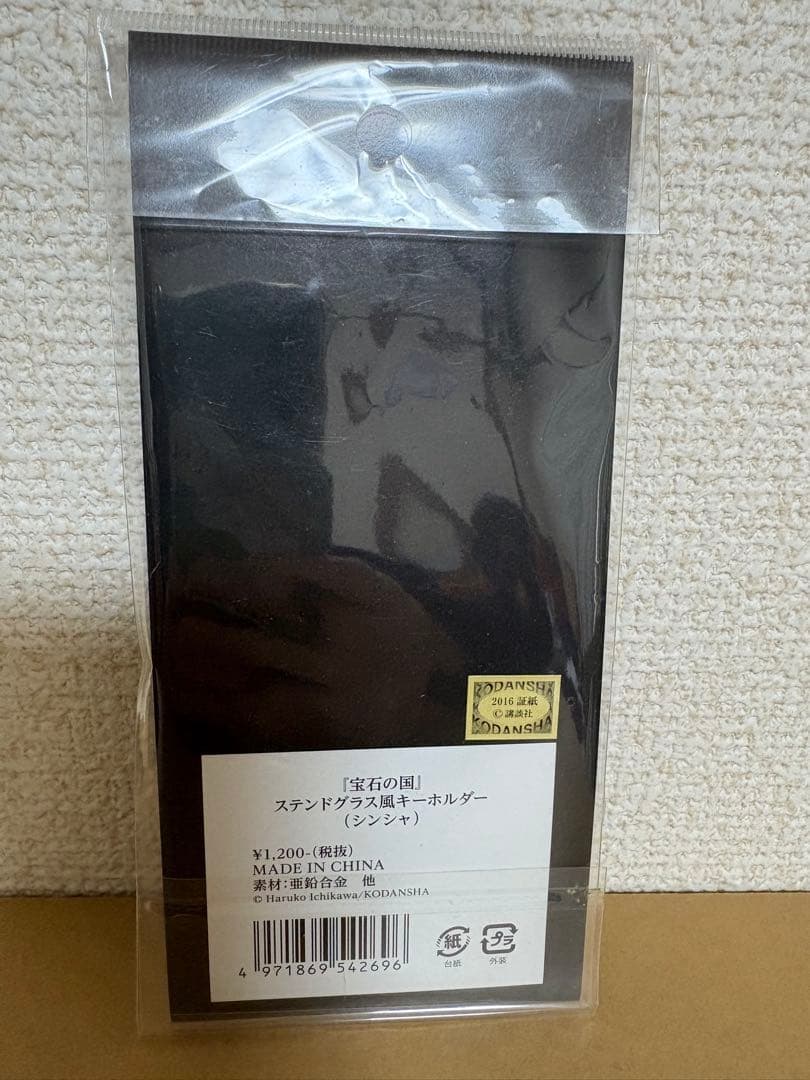 KODANSHA
2016 証紙
©講談社
KODANSHA
『宝石の国』
ステンドグラス風キーホルダー
(シンシャ)
¥1,200-(税抜)
MADE IN CHINA
素材:亜鉛合金 他
© Haruko Ichikawa/KODANSHA
4 971869 542696
紙
台紙
プラ
外装